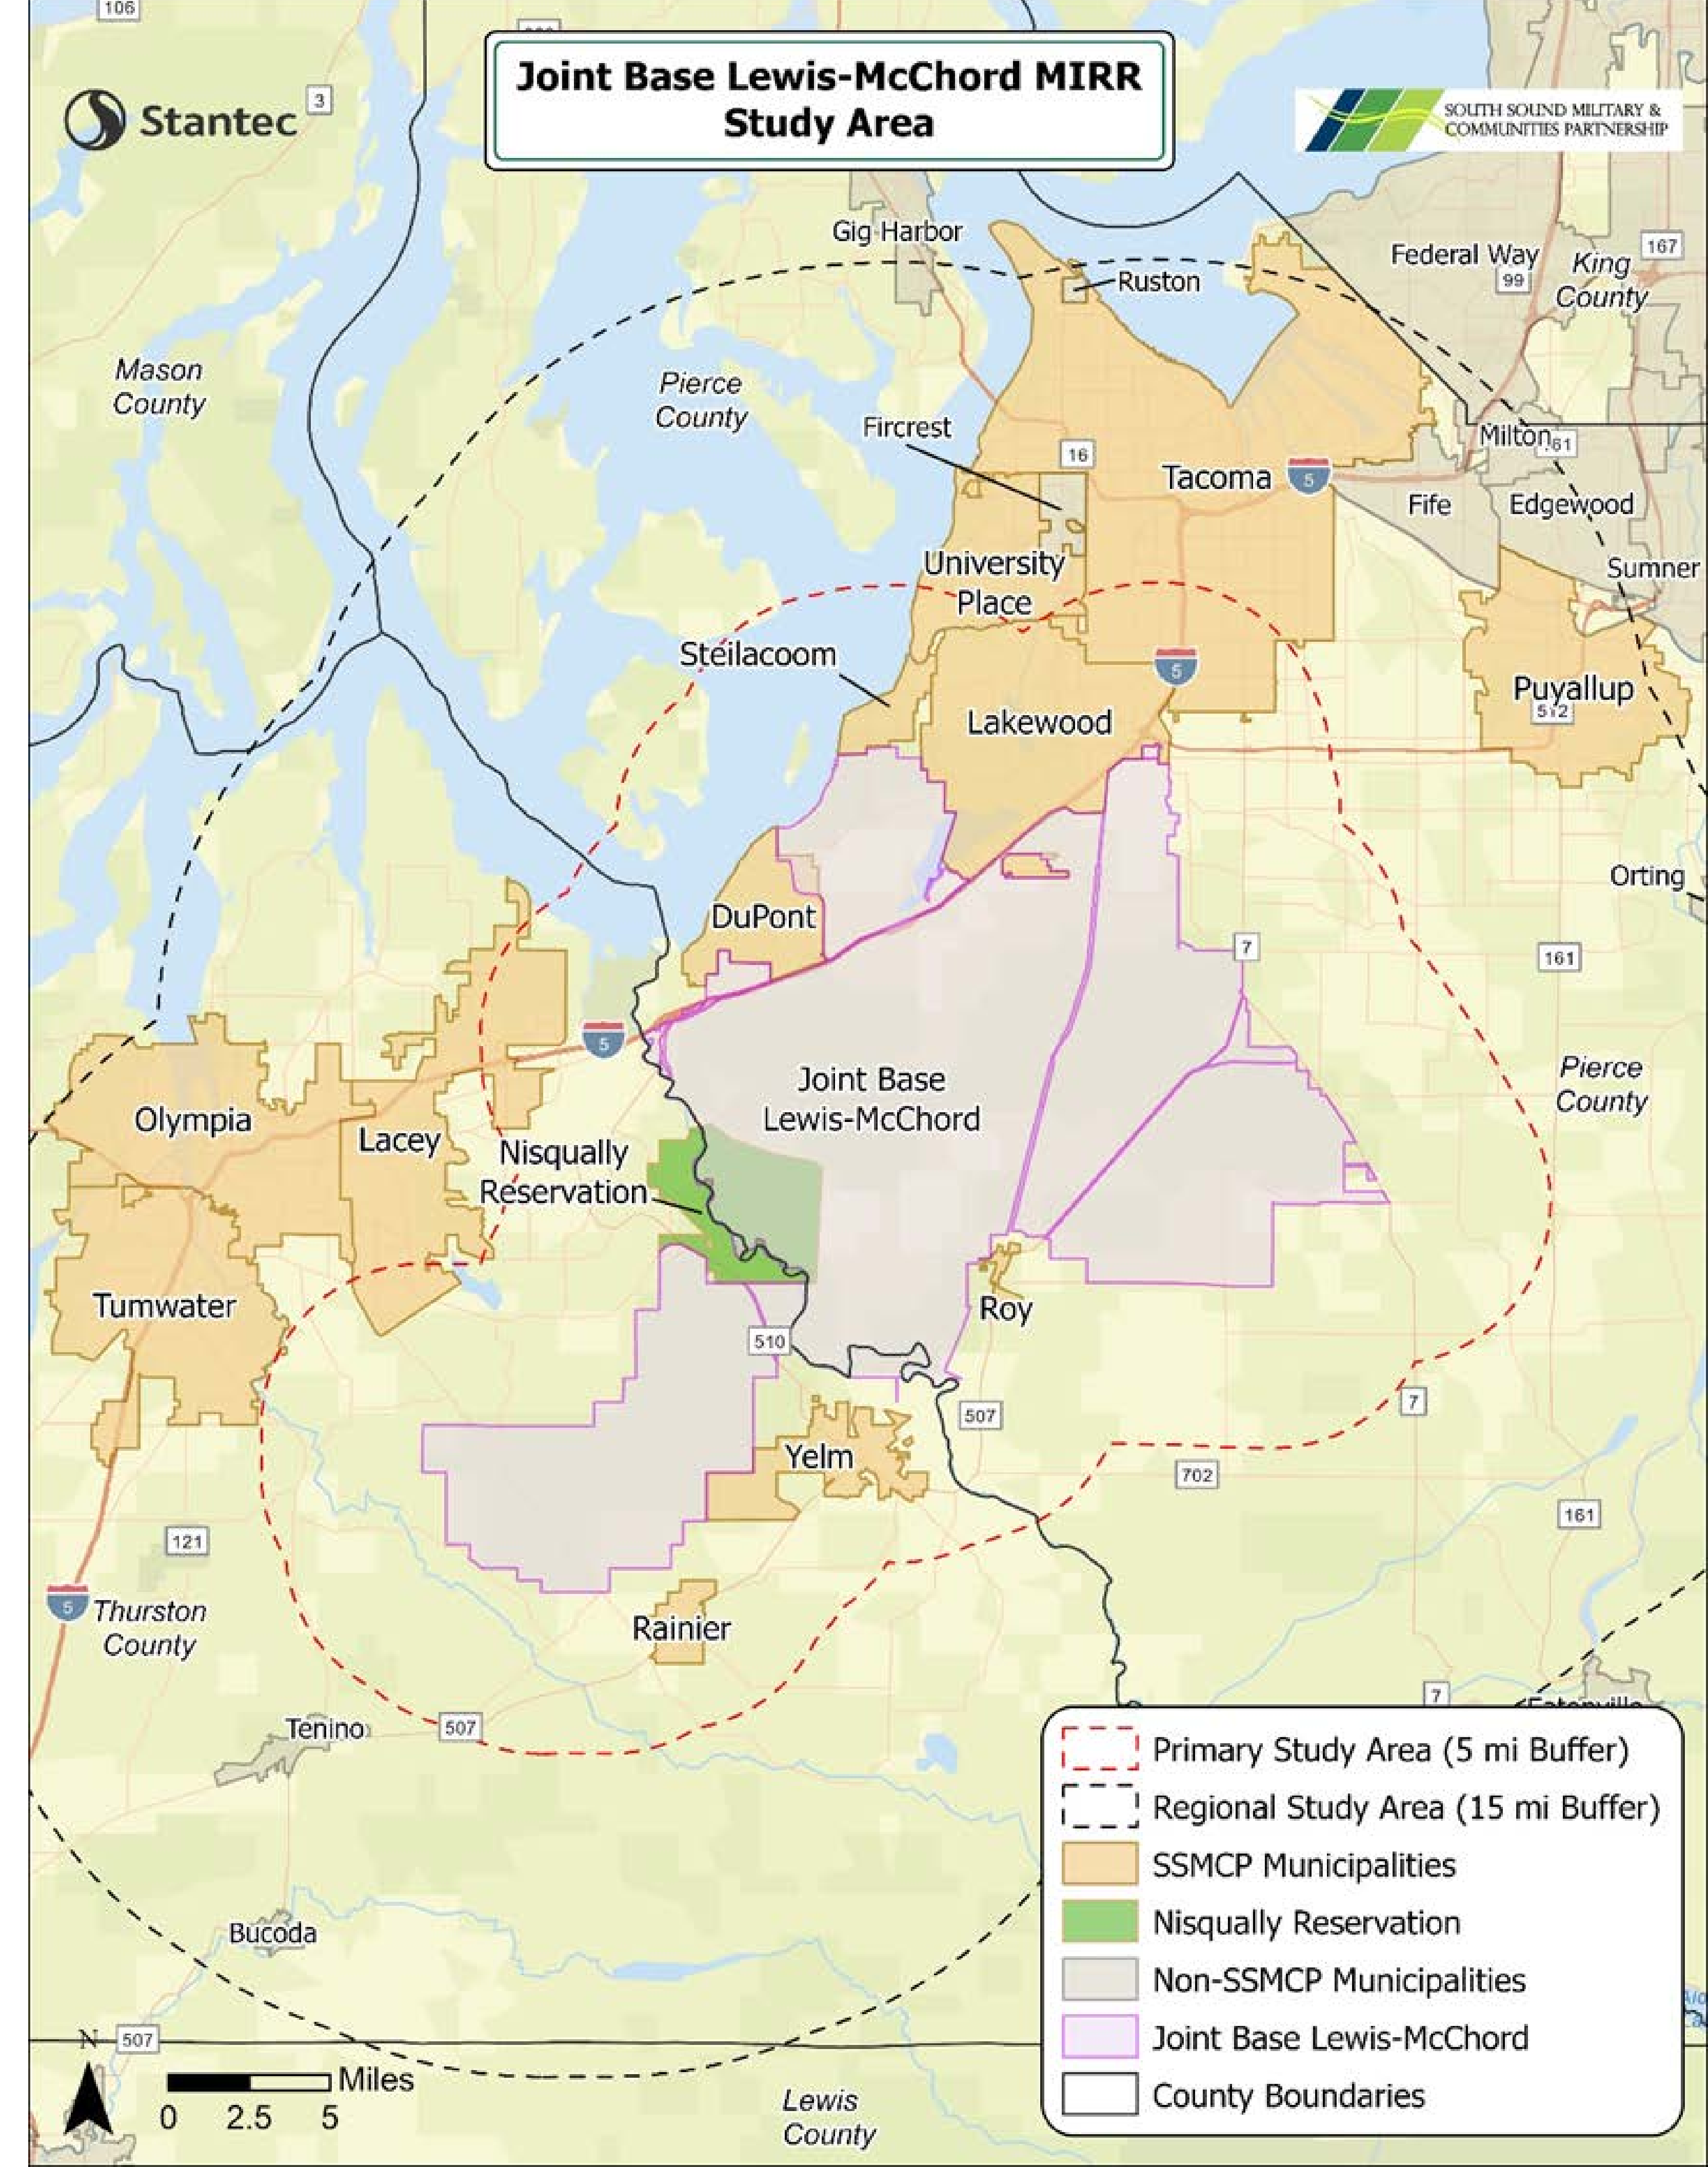 106
Joint Base Lewis-McChord MIRR
Study Area
Stantec
3
SOUTH SOUND MILITARY &
COMMUNITIES PARTNERSHIP
Gig Harbor
Ruston
Federal Way
99
King
County
167
Mason
County
Pierce
County
Fircrest
16
Tacoma
5
Milton
Fife
Edgewood
University
Place
Sumner
Steilacoom
5
Lakewood
Puyallup
512
Orting
DuPont
7
161
5
Joint Base
Lewis-McChord
Pierce
County
Olympia
Lacey
Nisqually
Reservation
Tumwater
Roy
510
7
507
Yelm
702
161
121
5
Thurston
County
Rainier
7
Eatonville
Tenino
507
Primary Study Area (5 mi Buffer)
Regional Study Area (15 mi Buffer)
SSMCP Municipalities
Nisqually Reservation
Non-SSMCP Municipalities
Joint Base Lewis-McChord
County Boundaries
Bucoda
N
507
Miles
0 2.5 5
Lewis
County